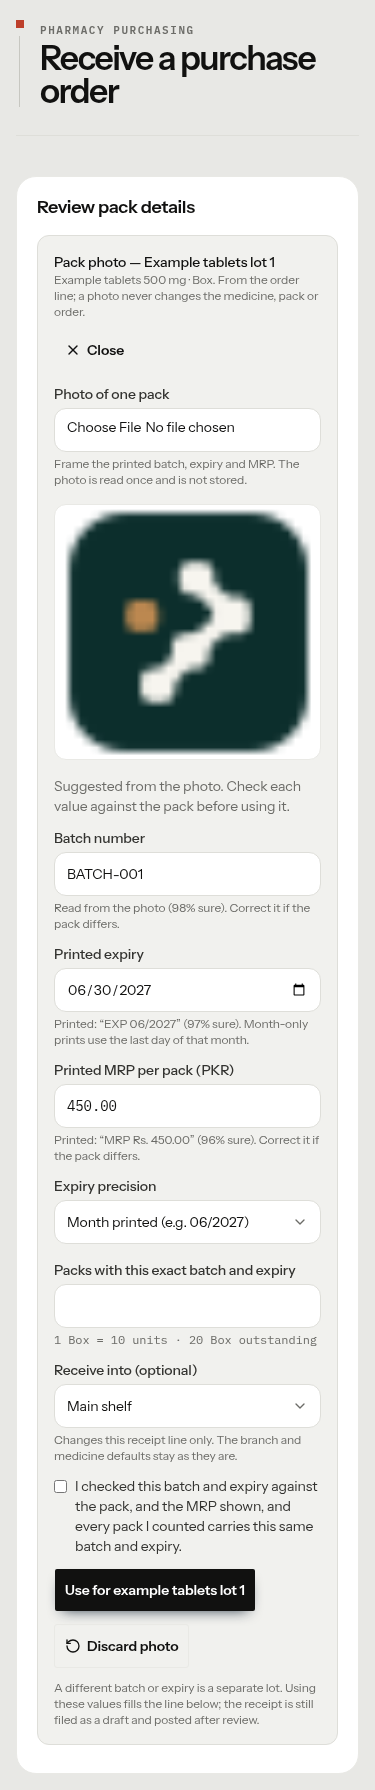 PHARMACY PURCHASING
Receive a purchase
order
Review pack details
Pack photo — Example tablets lot 1
Example tablets 500 mg · Box. From the order
line; a photo never changes the medicine, pack or
order.
Close
Photo of one pack
Choose File No file chosen
Frame the printed batch, expiry and MRP. The
photo is read once and is not stored.
Suggested from the photo. Check each
value against the pack before using it.
Batch number
BATCH-001
Read from the photo (98% sure). Correct it if the
pack differs.
Printed expiry
06/30/2027
Printed: “EXP 06/2027” (97% sure). Month-only
prints use the last day of that month.
Printed MRP per pack (PKR)
450.00
Printed: “MRP Rs. 450.00” (96% sure). Correct it if
the pack differs.
Expiry precision
Month printed (e.g. 06/2027)
Packs with this exact batch and expiry
1 Box = 10 units · 20 Box outstanding
Receive into (optional)
Main shelf
Changes this receipt line only. The branch and
medicine defaults stay as they are.
I checked this batch and expiry against
the pack, and the MRP shown, and
every pack I counted carries this same
batch and expiry.
Use for example tablets lot 1
Discard photo
A different batch or expiry is a separate lot. Using
these values fills the line below; the receipt is still
filed as a draft and posted after review.